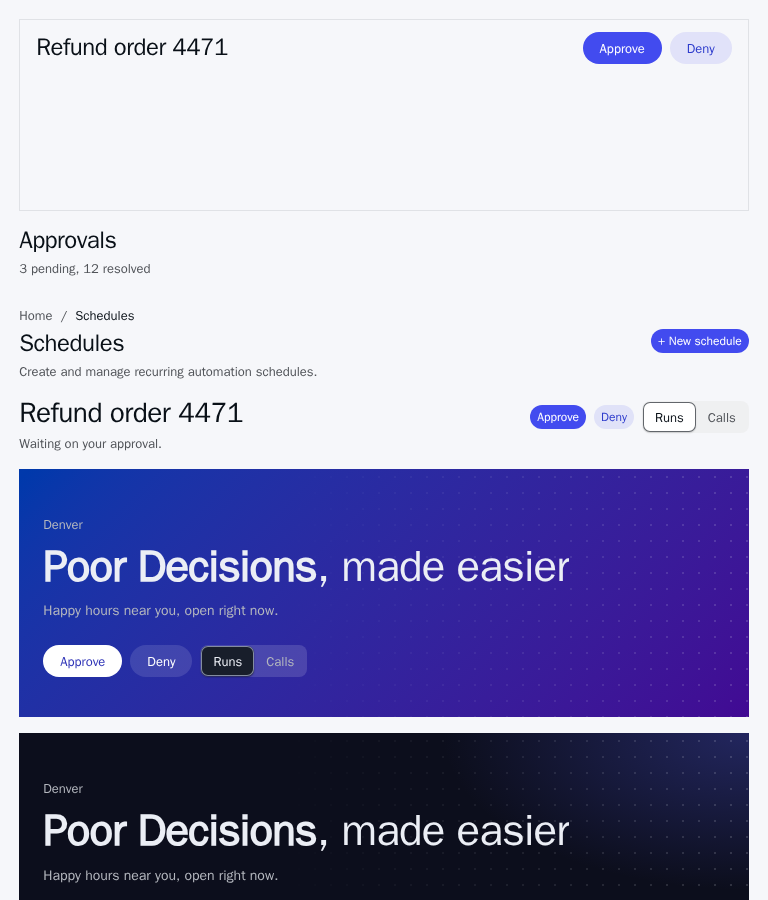 Refund order 4471 Approve Deny
Approvals
3 pending, 12 resolved
Home / Schedules
Schedules + New schedule
Create and manage recurring automation schedules.
Refund order 4471 Approve Deny Runs Calls
Waiting on your approval.
Denver
Poor Decisions, made easier
Happy hours near you, open right now.
Approve Deny Runs Calls
Denver
Poor Decisions, made easier
Happy hours near you, open right now.